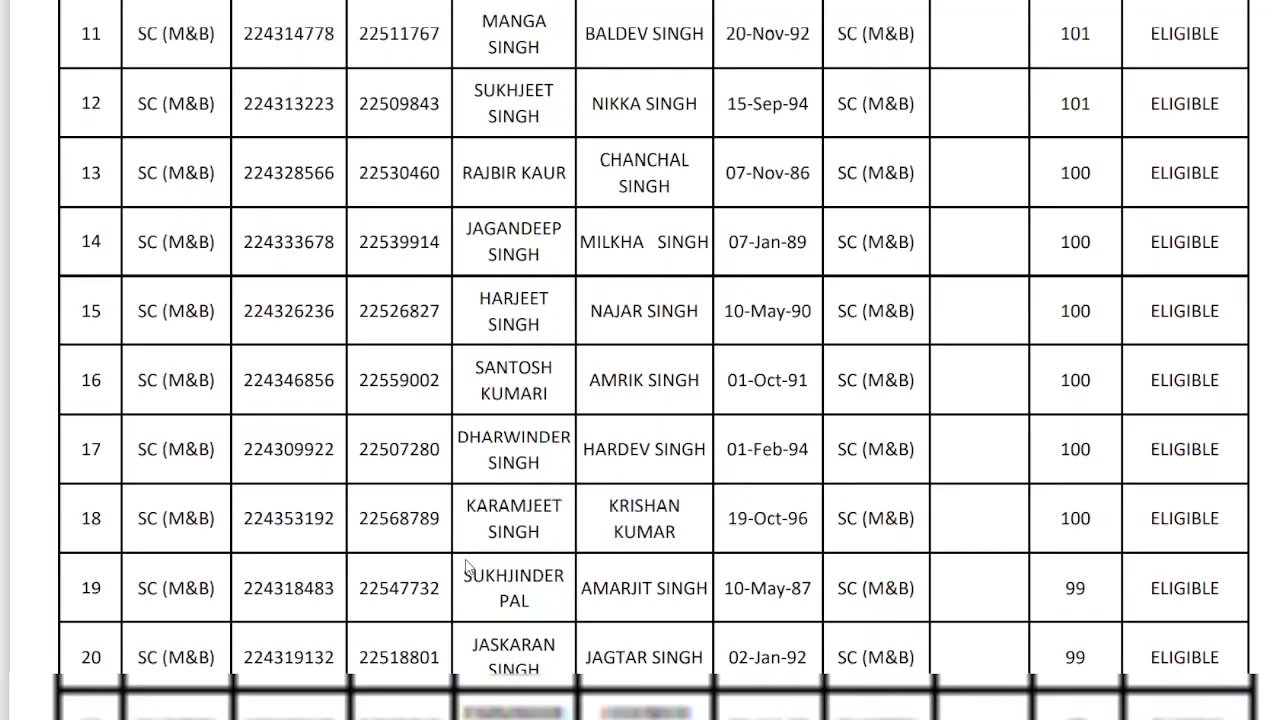 11 SC (M&B) 224314778 22511767 MANGA SINGH BALDEV SINGH 20-Nov-92 SC (M&B) 101 ELIGIBLE
12 SC (M&B) 224313223 22509843 SUKHJEET SINGH NIKKA SINGH 15-Sep-94 SC (M&B) 101 ELIGIBLE
13 SC (M&B) 224328566 22530460 RAJBIR KAUR CHANCHAL SINGH 07-Nov-86 SC (M&B) 100 ELIGIBLE
14 SC (M&B) 224333678 22539914 JAGANDEEP SINGH MILKHA SINGH 07-Jan-89 SC (M&B) 100 ELIGIBLE
15 SC (M&B) 224326236 22526827 HARJEET SINGH NAJAR SINGH 10-May-90 SC (M&B) 100 ELIGIBLE
16 SC (M&B) 224346856 22559002 SANTOSH KUMARI AMRIK SINGH 01-Oct-91 SC (M&B) 100 ELIGIBLE
17 SC (M&B) 224309922 22507280 DHARWINDER SINGH HARDEV SINGH 01-Feb-94 SC (M&B) 100 ELIGIBLE
18 SC (M&B) 224353192 22568789 KARAMJEET SINGH KRISHAN KUMAR 19-Oct-96 SC (M&B) 100 ELIGIBLE
19 SC (M&B) 224318483 22547732 SUKHJINDER PAL AMARJIT SINGH 10-May-87 SC (M&B) 99 ELIGIBLE
20 SC (M&B) 224319132 22518801 JASKARAN SINGH JAGTAR SINGH 02-Jan-92 SC (M&B) 99 ELIGIBLE